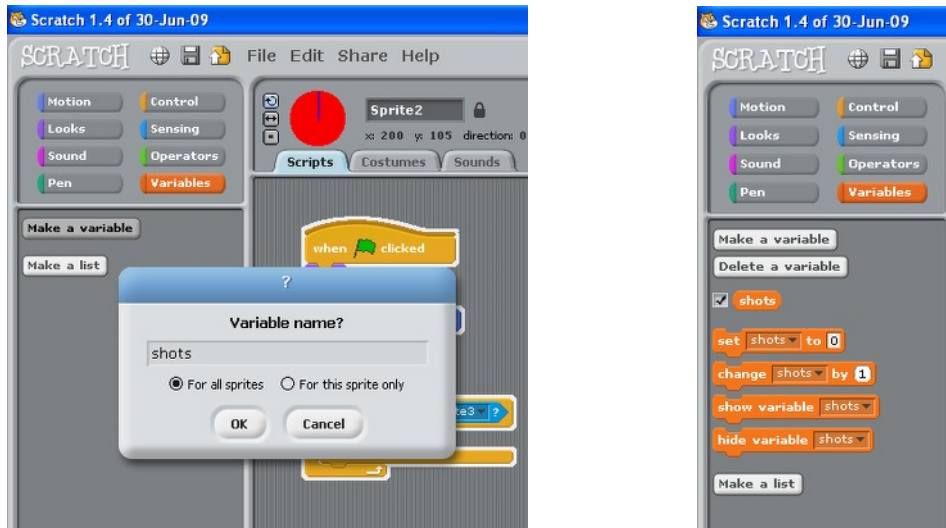 Scratch 1.4 of 30-Jun-09
SCRATCH File Edit Share Help
Motion Control
Looks Sensing
Sound Operators
Pen Variables
Sprite2
x: 200 y: 105 direction: 0
Scripts Costumes Sounds
Make a variable
Make a list
when clicked
?
Variable name?
shots
For all sprites For this sprite only
OK Cancel
?
Scratch 1.4 of 30-Jun-09
SCRATCH
Motion Control
Looks Sensing
Sound Operators
Pen Variables
Make a variable
Delete a variable
shots
set shots to 0
change shots by 1
show variable shots
hide variable shots
Make a list